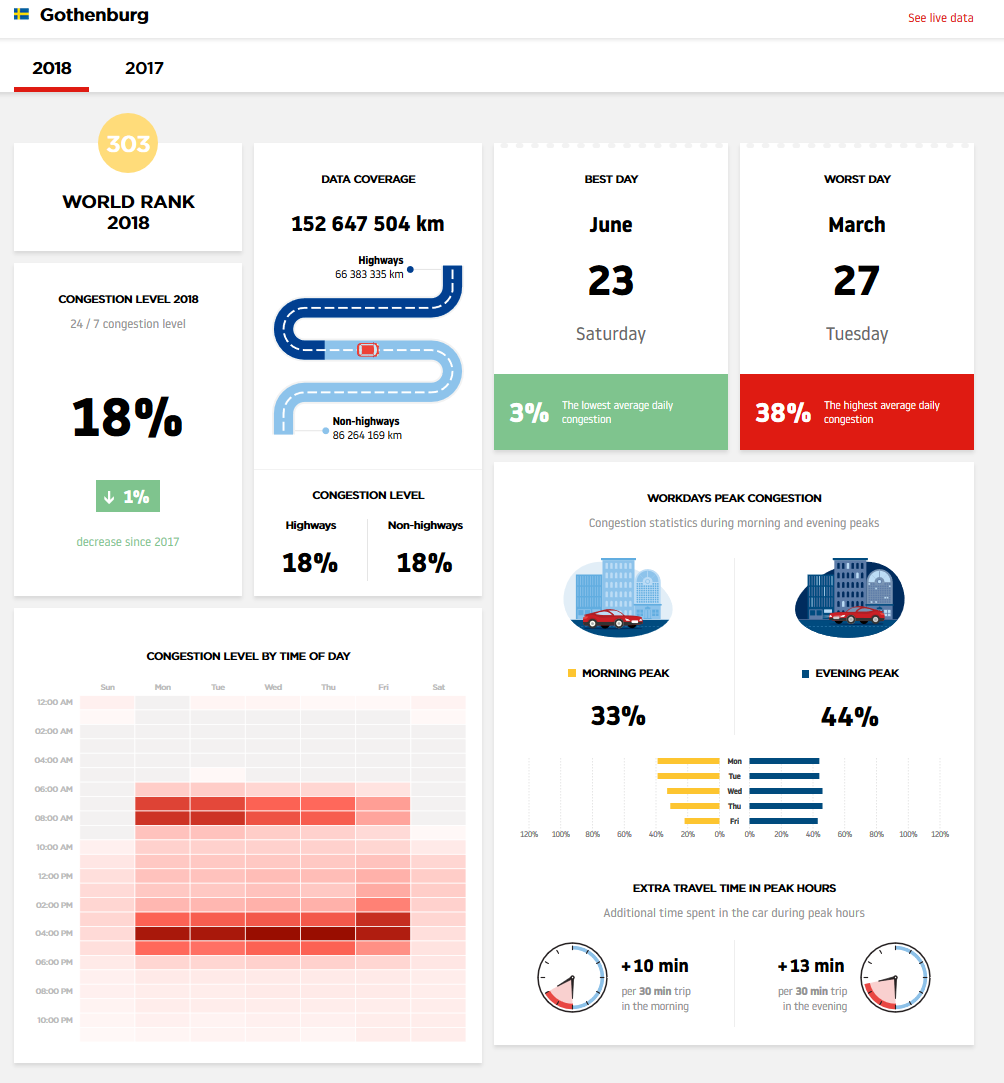 Gothenburg
See live data
2018
2017
303
WORLD RANK
2018
CONGESTION LEVEL 2018
24 / 7 congestion level
18%
1%
decrease since 2017
DATA COVERAGE
152 647 504 km
Highways
66 383 335 km
Non-highways
86 264 169 km
CONGESTION LEVEL
Highways
Non-highways
18%
18%
BEST DAY
June
23
Saturday
3%
The lowest average daily
congestion
WORST DAY
March
27
Tuesday
38%
The highest average daily
congestion
WORKDAYS PEAK CONGESTION
Congestion statistics during morning and evening peaks
MORNING PEAK
33%
EVENING PEAK
44%
Mon
Tue
Wed
Thu
Fri
120% 100% 80% 60% 40% 20% 0% 0% 20% 40% 60% 80% 100% 120%
EXTRA TRAVEL TIME IN PEAK HOURS
Additional time spent in the car during peak hours
+10 min
per 30 min trip
in the morning
+13 min
per 30 min trip
in the evening
CONGESTION LEVEL BY TIME OF DAY
Sun Mon Tue Wed Thu Fri Sat
12:00 AM
02:00 AM
04:00 AM
06:00 AM
08:00 AM
10:00 AM
12:00 PM
02:00 PM
04:00 PM
06:00 PM
08:00 PM
10:00 PM